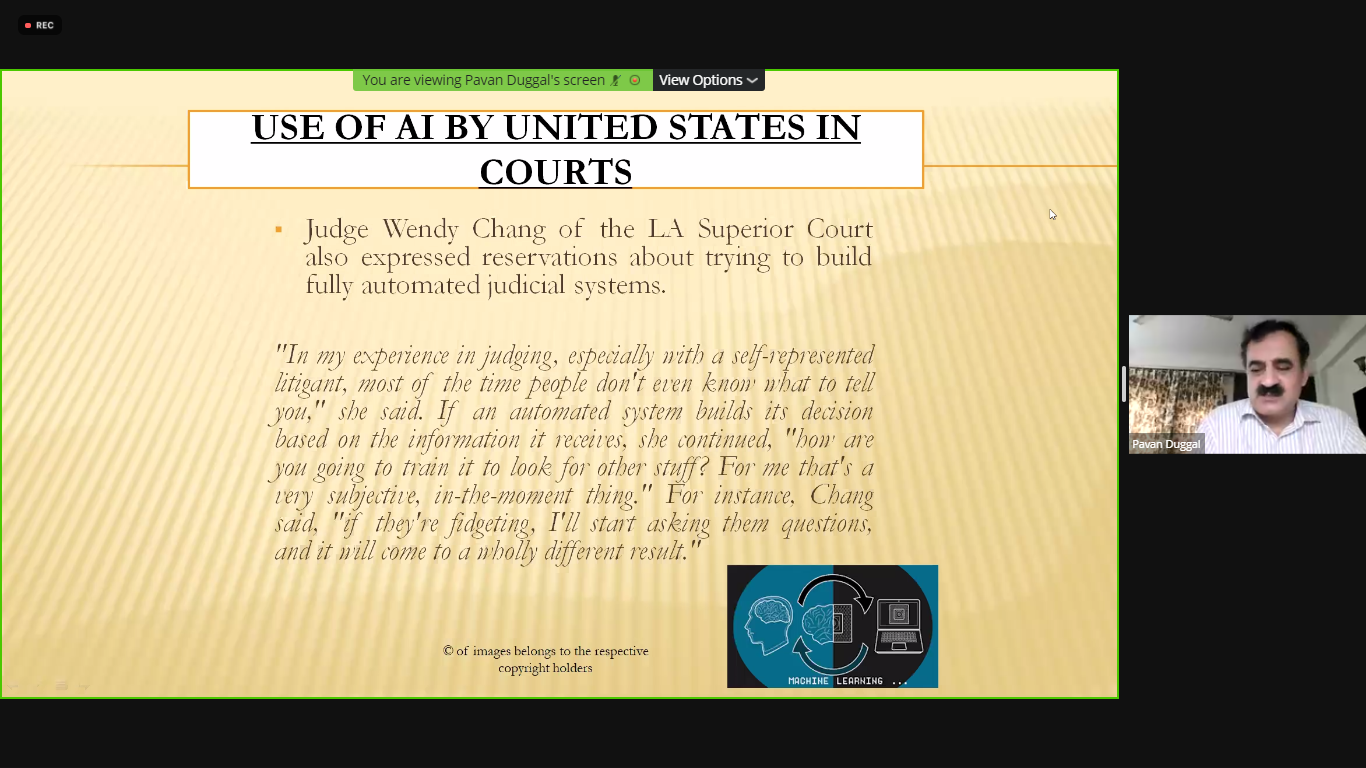 REC
You are viewing Pavan Duggal's screen
View Options
USE OF AI BY UNITED STATES IN
COURTS
Judge Wendy Chang of the LA Superior Court
also expressed reservations about trying to build
fully automated judicial systems.
"In my experience in judging, especially with a self-represented
litigant, most of the time people don't even know what to tell
you," she said. If an automated system builds its decision
based on the information it receives, she continued, "how are
you going to train it to look for other stuff? For me that's a
very subjective, in-the-moment thing." For instance, Chang
said, "if they're fidgeting, I'll start asking them questions,
and it will come to a wholly different result."
Pavan Duggal
© of images belongs to the respective
copyright holders
MACHINE LEARNING ...